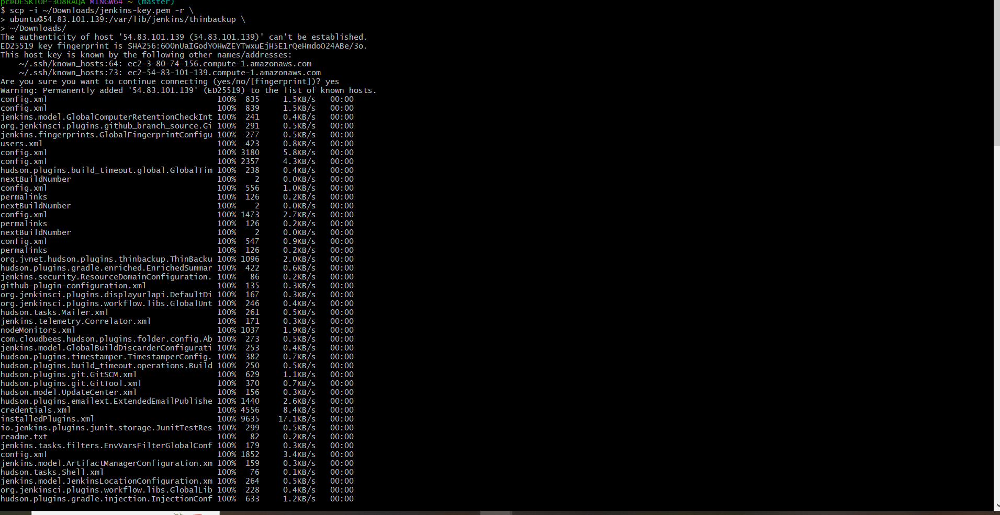 pc@DESKTOP-3O8RAQA MINGW64 ~ (master)
$ scp -i ~/Downloads/jenkins-key.pem -r \
> ubuntu@54.83.101.139:/var/lib/jenkins/thinbackup \
> ~/Downloads/
The authenticity of host '54.83.101.139 (54.83.101.139)' can't be established.
ED25519 key fingerprint is SHA256:6O0nUaIGodYOHwZEYTwxuEjH5E1rQeHmdoO24ABe/3o.
This host key is known by the following other names/addresses:
    ~/.ssh/known_hosts:64: ec2-3-80-74-156.compute-1.amazonaws.com
    ~/.ssh/known_hosts:73: ec2-54-83-101-139.compute-1.amazonaws.com
Are you sure you want to continue connecting (yes/no/[fingerprint])? yes
Warning: Permanently added '54.83.101.139' (ED25519) to the list of known hosts.
config.xml 100% 835 1.5KB/s 00:00
config.xml 100% 839 1.5KB/s 00:00
jenkins.model.GlobalComputerRetentionCheckInt 100% 241 0.4KB/s 00:00
org.jenkinsci.plugins.github_branch_source.Gi 100% 291 0.5KB/s 00:00
jenkins.fingerprints.GlobalFingerprintConfigu 100% 277 0.5KB/s 00:00
users.xml 100% 423 0.8KB/s 00:00
config.xml 100% 3180 5.8KB/s 00:00
config.xml 100% 2357 4.3KB/s 00:00
hudson.plugins.build_timeout.global.GlobalTim 100% 238 0.4KB/s 00:00
nextBuildNumber 100% 2 0.0KB/s 00:00
config.xml 100% 556 1.0KB/s 00:00
permalinks 100% 126 0.2KB/s 00:00
nextBuildNumber 100% 2 0.0KB/s 00:00
config.xml 100% 1473 2.7KB/s 00:00
permalinks 100% 126 0.2KB/s 00:00
nextBuildNumber 100% 2 0.0KB/s 00:00
config.xml 100% 547 0.9KB/s 00:00
permalinks 100% 126 0.2KB/s 00:00
org.jvnet.hudson.plugins.thinbackup.ThinBacku 100% 1096 2.0KB/s 00:00
hudson.plugins.gradle.enriched.EnrichedSummar 100% 422 0.6KB/s 00:00
jenkins.security.ResourceDomainConfiguration. 100% 86 0.2KB/s 00:00
github-plugin-configuration.xml 100% 135 0.3KB/s 00:00
org.jenkinsci.plugins.displayurlapi.DefaultDi 100% 167 0.3KB/s 00:00
org.jenkinsci.plugins.workflow.libs.GlobalUnt 100% 246 0.4KB/s 00:00
hudson.tasks.Mailer.xml 100% 261 0.5KB/s 00:00
jenkins.telemetry.Correlator.xml 100% 171 0.3KB/s 00:00
nodeMonitors.xml 100% 1037 1.9KB/s 00:00
com.cloudbees.hudson.plugins.folder.config.Ab 100% 273 0.5KB/s 00:00
jenkins.model.GlobalBuildDiscarderConfigurati 100% 253 0.4KB/s 00:00
hudson.plugins.timestamper.TimestamperConfig. 100% 382 0.7KB/s 00:00
hudson.plugins.build_timeout.operations.Build 100% 250 0.5KB/s 00:00
hudson.plugins.git.GitSCM.xml 100% 629 1.1KB/s 00:00
hudson.plugins.git.GitTool.xml 100% 370 0.7KB/s 00:00
hudson.model.UpdateCenter.xml 100% 156 0.3KB/s 00:00
hudson.plugins.emailext.ExtendedEmailPublishe 100% 1440 2.6KB/s 00:00
credentials.xml 100% 4556 8.4KB/s 00:00
installedPlugins.xml 100% 9635 17.1KB/s 00:00
io.jenkins.plugins.junit.storage.JunitTestRes 100% 299 0.5KB/s 00:00
readme.txt 100% 82 0.2KB/s 00:00
jenkins.tasks.filters.EnvVarsFilterGlobalConf 100% 179 0.3KB/s 00:00
config.xml 100% 1852 3.4KB/s 00:00
jenkins.model.ArtifactManagerConfiguration.xm 100% 159 0.3KB/s 00:00
hudson.tasks.Shell.xml 100% 76 0.1KB/s 00:00
jenkins.model.JenkinsLocationConfiguration.xm 100% 264 0.5KB/s 00:00
org.jenkinsci.plugins.workflow.libs.GlobalLib 100% 228 0.4KB/s 00:00
hudson.plugins.gradle.injection.InjectionConf 100% 633 1.2KB/s 00:00